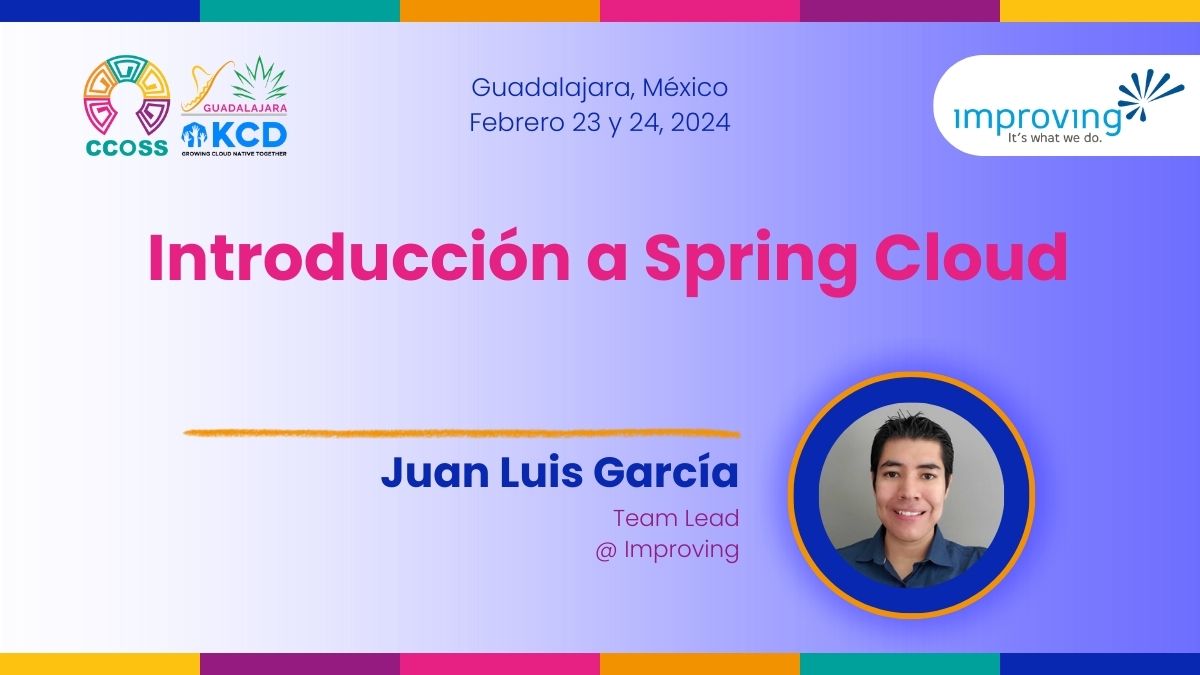 CCOSS
GUADALAJARA
KCD
GROWING CLOUD NATIVE TOGETHER
Guadalajara, México
Febrero 23 y 24, 2024
improving
It's what we do.
Introducción a Spring Cloud
Juan Luis García
Team Lead
@ Improving